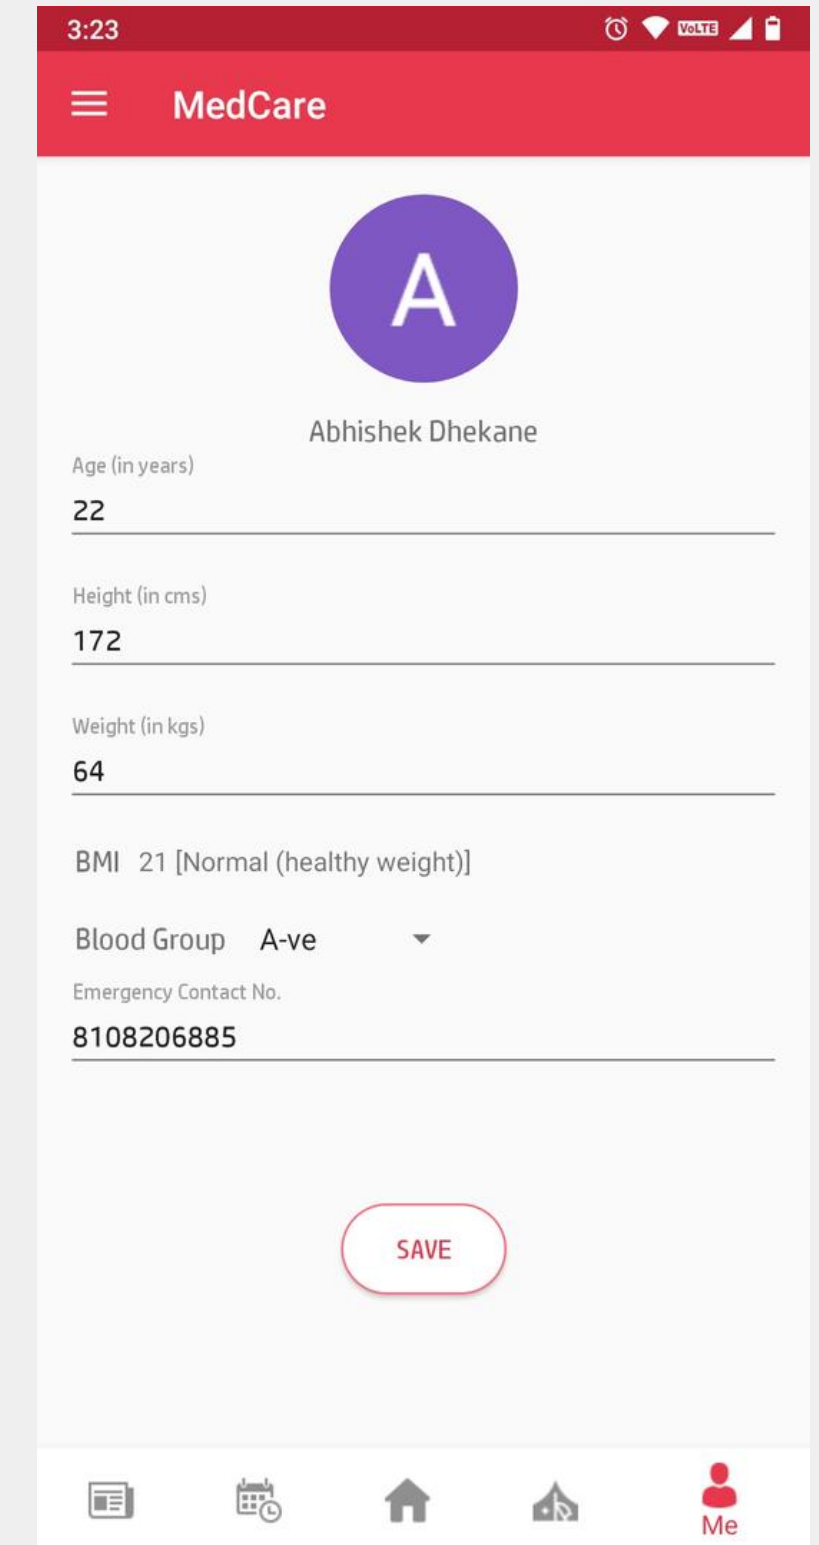 3:23 VoLTE
MedCare
A
Abhishek Dhekane
Age (in years)
22
Height (in cms)
172
Weight (in kgs)
64
BMI 21 [Normal (healthy weight)]
Blood Group A-ve
Emergency Contact No.
8108206885
SAVE
Me